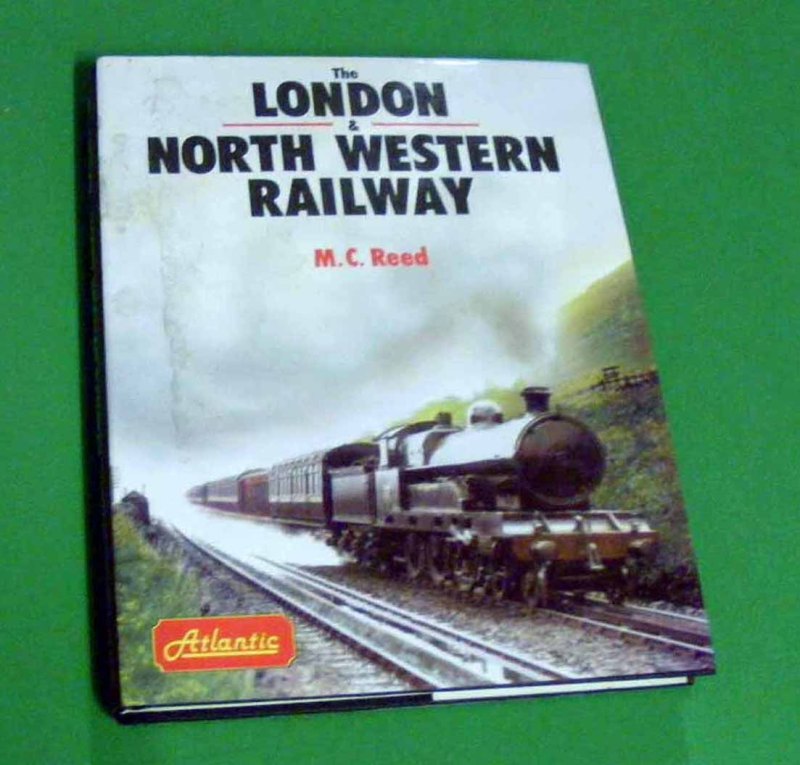 The
LONDON
&
NORTH WESTERN
RAILWAY
M.C. Reed
Atlantic